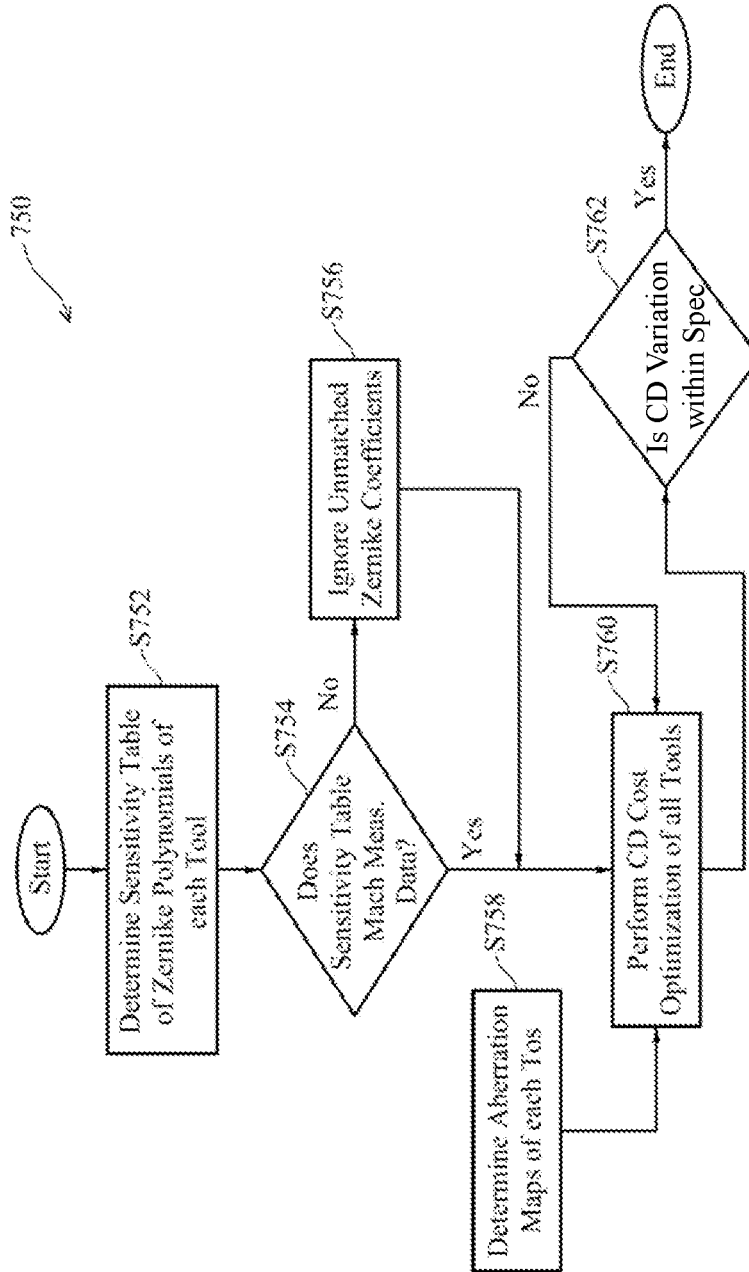 750
Start
Determine Sensitivity Table
of Zernike Polynomials of
each Tool
S752
Does
Sensitivity Table
Mach Meas.
Data?
S754
No
Yes
Ignore Unmatched
Zernike Coefficients
S756
Determine Aberration
Maps of each Tos
S758
Perform CD Cost
Optimization of all Tools
S760
Is CD Variation
within Spec
S762
No
Yes
End